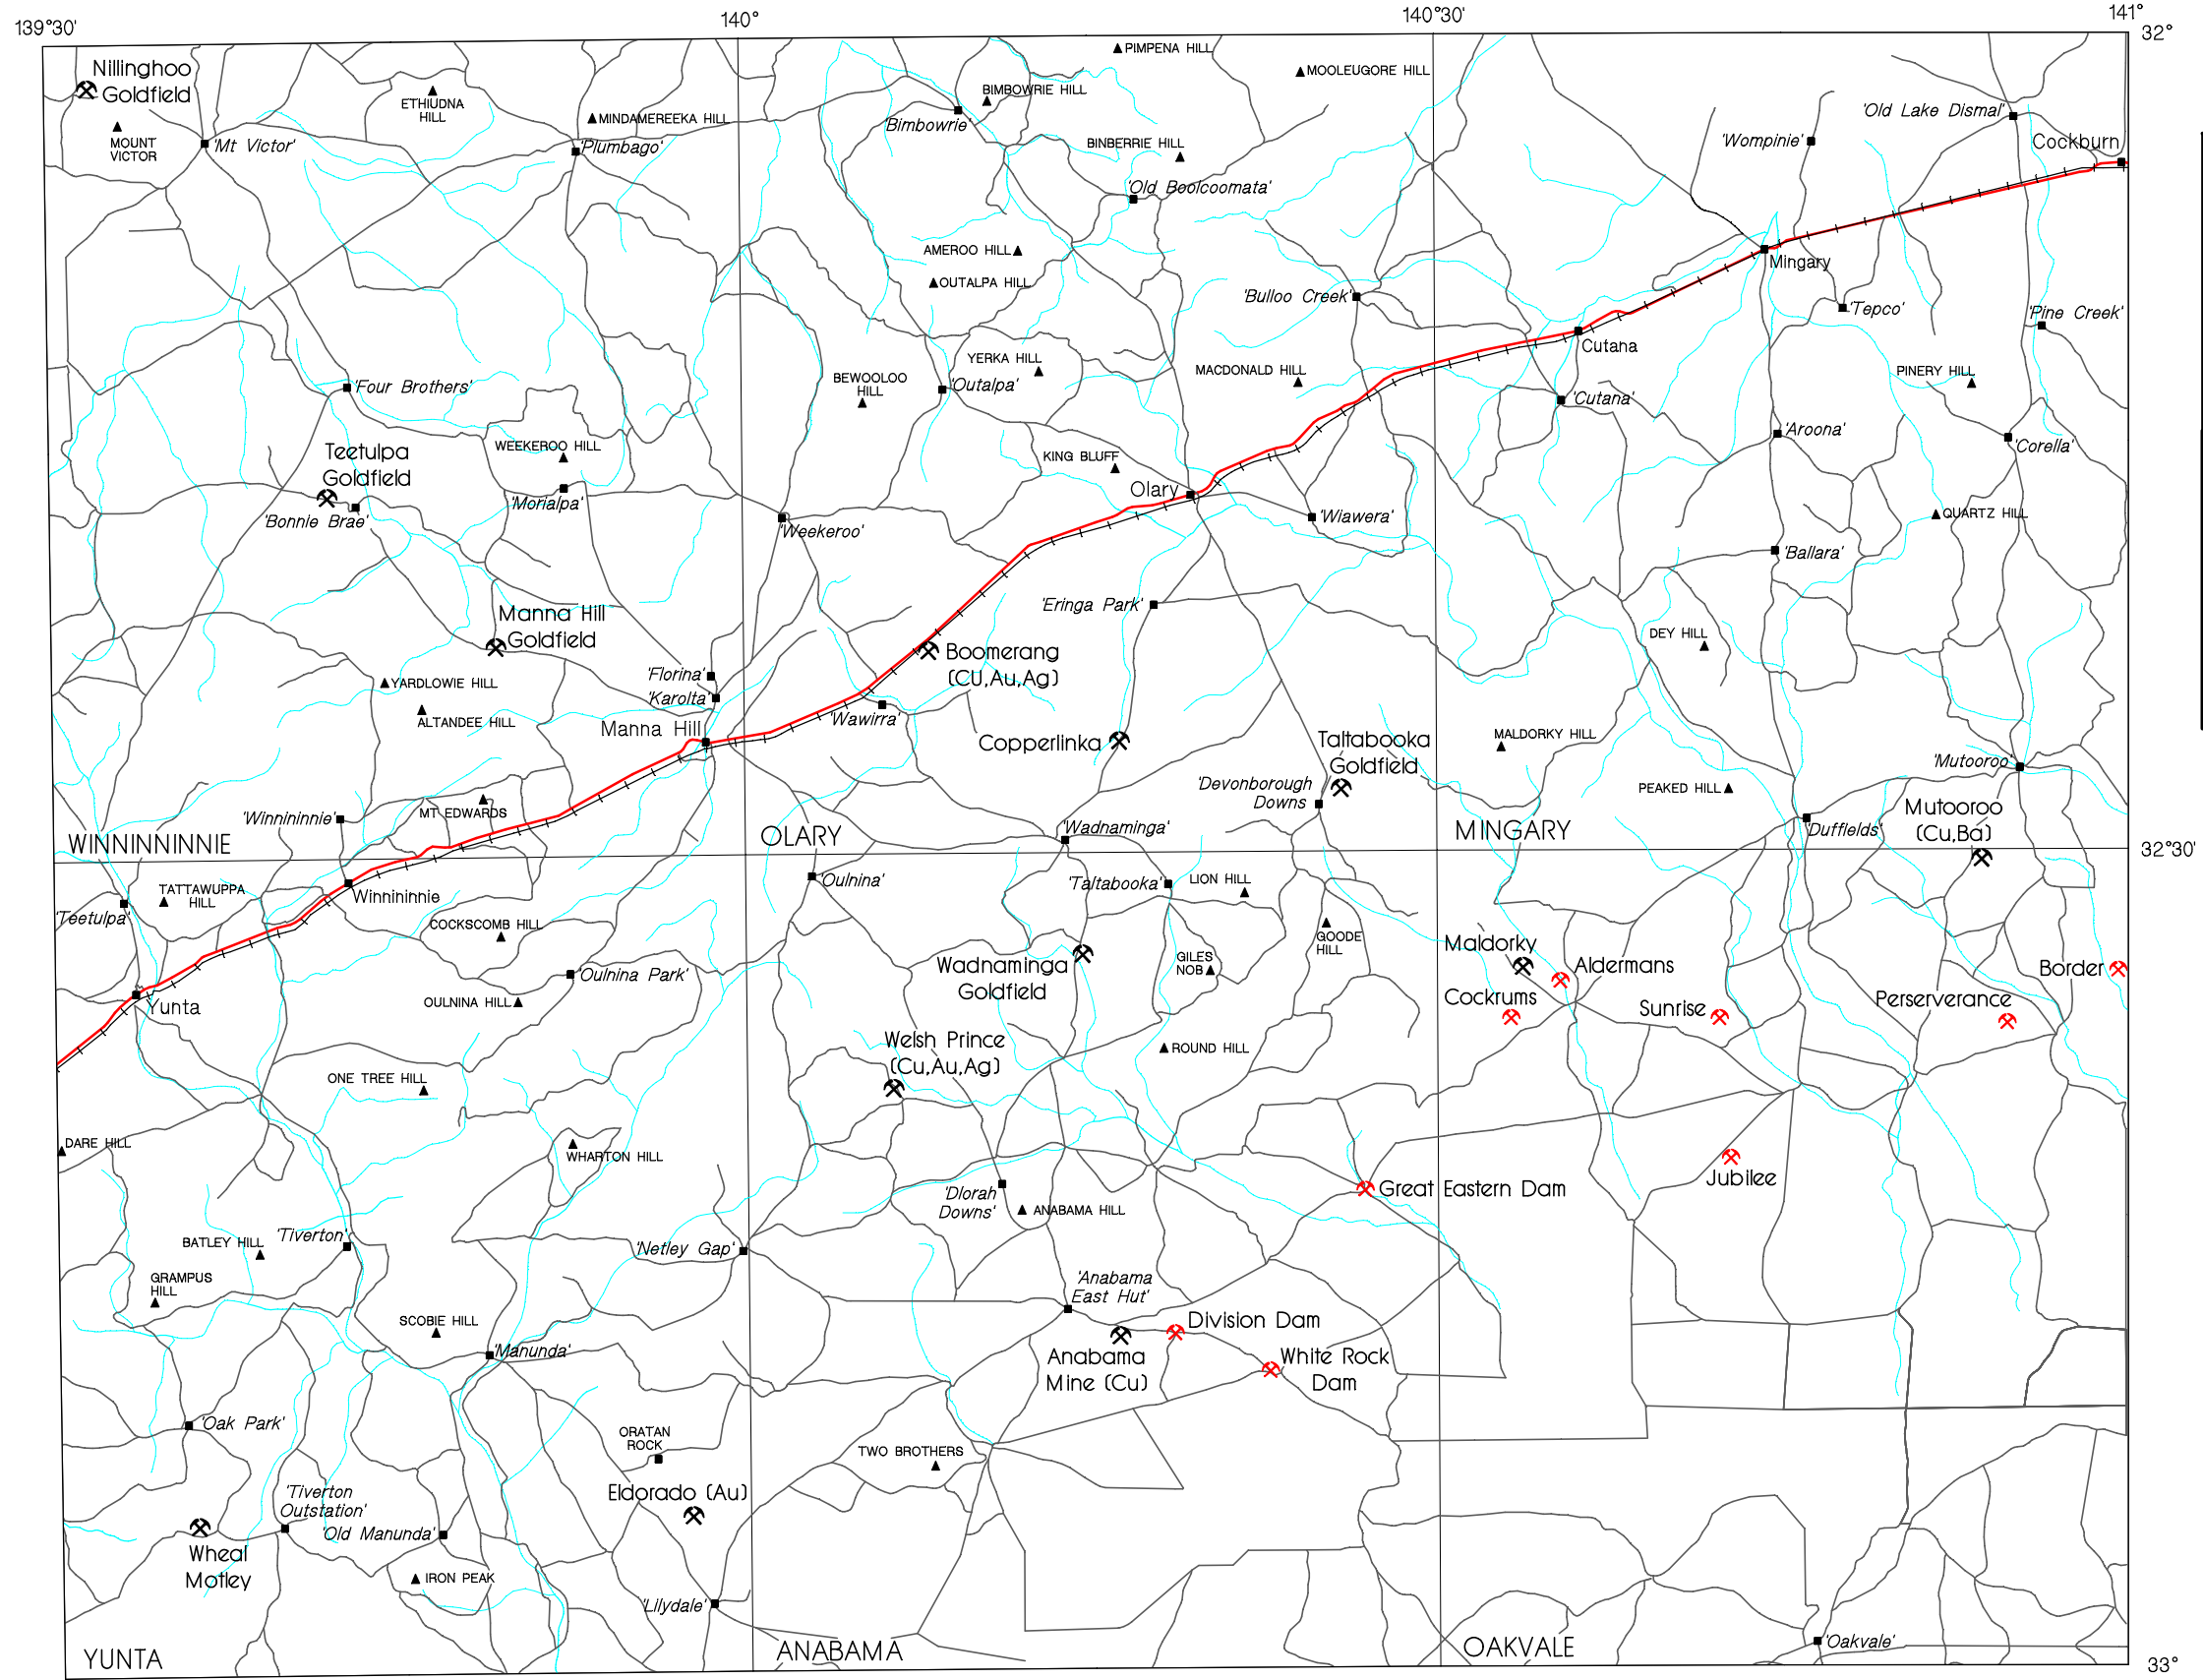 139°30'
140°
140°30'
141°
32°
Nillinghoo
Goldfield
MOUNT
VICTOR
'Mt Victor'
ETHIUDNA
HILL
MINDAMEREEKA HILL
'Plumbago'
'Bimbowrie'
BIMBOWRIE HILL
PIMPENA HILL
MOOLEUGORE HILL
BINBERRIE HILL
'Old Boolcoomata'
'Wompinie'
'Old Lake Dismal'
Cockburn
AMEROO HILL
OUTALPA HILL
'Bulloo Creek'
Mingary
'Tepco'
'Pine Creek'
Cutana
YERKA HILL
BEWOOLOO
HILL
'Outalpa'
MACDONALD HILL
'Cutana'
PINERY HILL
'Four Brothers'
Teetulpa
Goldfield
'Bonnie Brae'
WEEKEROO HILL
'Morialpa'
'Weekeroo'
KING BLUFF
Olary
'Wiawera'
'Aroona'
'Corella'
QUARTZ HILL
'Ballara'
Manna Hill
Goldfield
'Eringa Park'
DEY HILL
YARDLOWIE HILL
ALTANDEE HILL
'Florina'
'Karolta'
Manna Hill
Boomerang
(CU,Au,Ag)
'Wawirra'
Copperlinka
Taltabooka
Goldfield
'Devonborough
Downs
MALDORKY HILL
PEAKED HILL
'Mutooroo'
Mutooroo
(Cu,Ba)
'Duffields'
'Winnininnie'
MT EDWARDS
'Wadnaminga'
WINNINNINNIE
OLARY
MINGARY
32°30'
TATTAWUPPA
HILL
'Teetulpa'
Winnininnie
COCKSCOMB HILL
'Oulnina'
'Taltabooka'
LION HILL
GOODE
HILL
GILES
NOB
Wadnaminga
Goldfield
Maldorky
Aldermans
Cockrums
Sunrise
Perserverance
Border
Yunta
OULNINA HILL
'Oulnina Park'
Welsh Prince
(Cu,Au,Ag)
ROUND HILL
ONE TREE HILL
DARE HILL
WHARTON HILL
'Dlorah
Downs'
ANABAMA HILL
Great Eastern Dam
Jubilee
BATLEY HILL
'Tiverton'
GRAMPUS
HILL
'Netley Gap'
'Anabama
East Hut'
Division Dam
Anabama
Mine (Cu)
White Rock
Dam
SCOBIE HILL
'Manunda'
'Oak Park'
ORATAN
ROCK
TWO BROTHERS
Eldorado (Au)
'Tiverton
Outstation'
'Old Manunda'
Wheal
Motley
IRON PEAK
'Lilydale'
'Oakvale'
YUNTA
ANABAMA
OAKVALE
33°